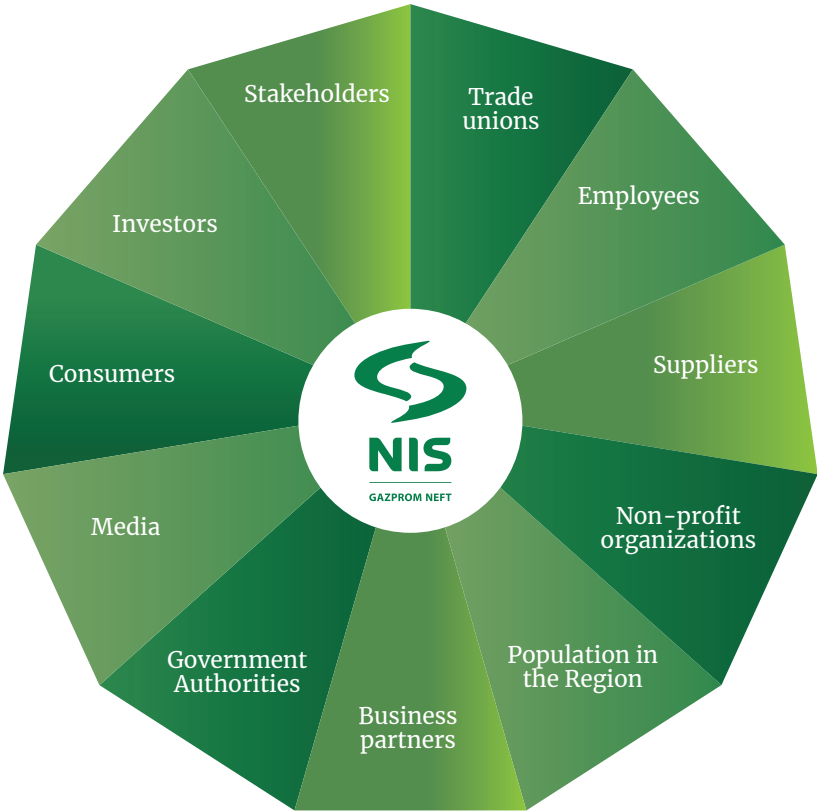 Stakeholders
Trade
unions
Employees
Suppliers
Non-profit
organizations
Population in
the Region
Business
partners
Government
Authorities
Media
Consumers
Investors
NIS
GAZPROM NEFT